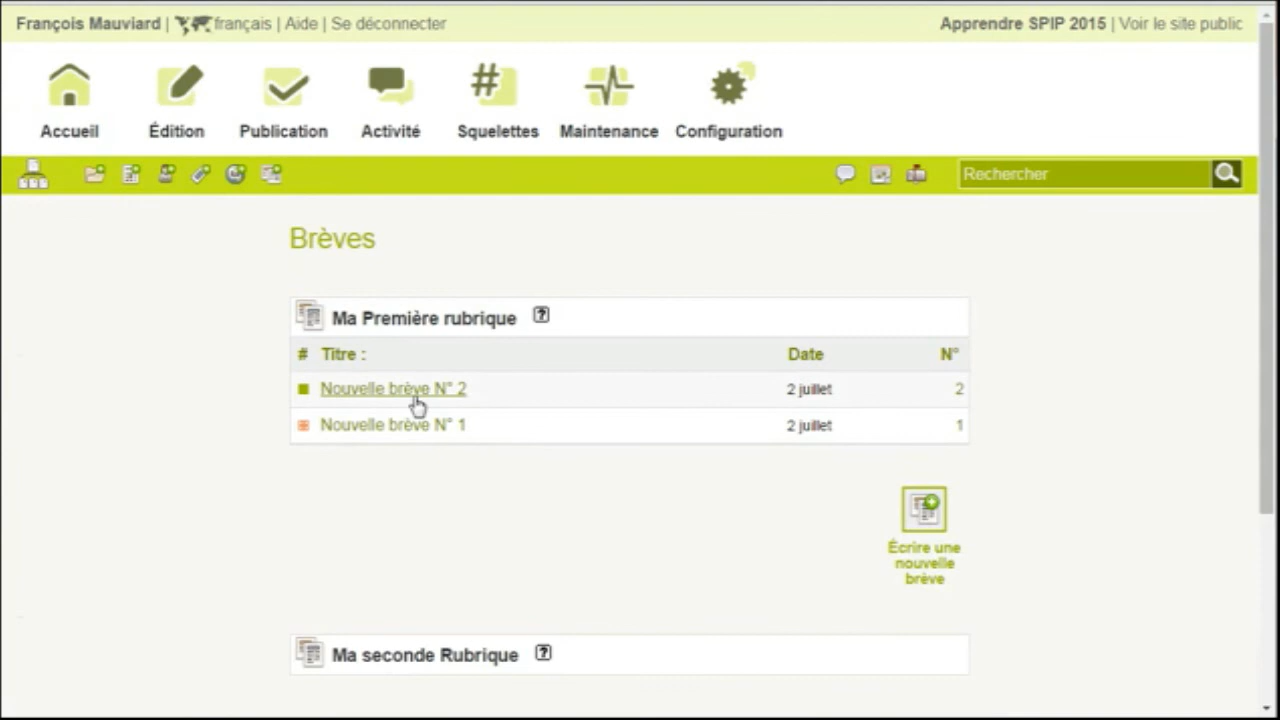 François Mauviard | français | Aide | Se déconnecter
Apprendre SPIP 2015 | Voir le site public
Accueil Édition Publication Activité Squelettes Maintenance Configuration
Rechercher
Brèves
Ma Première rubrique ?
# Titre : Date N°
Nouvelle brève N° 2 2 juillet 2
Nouvelle brève N° 1 2 juillet 1
Écrire une
nouvelle
brève
Ma seconde Rubrique ?